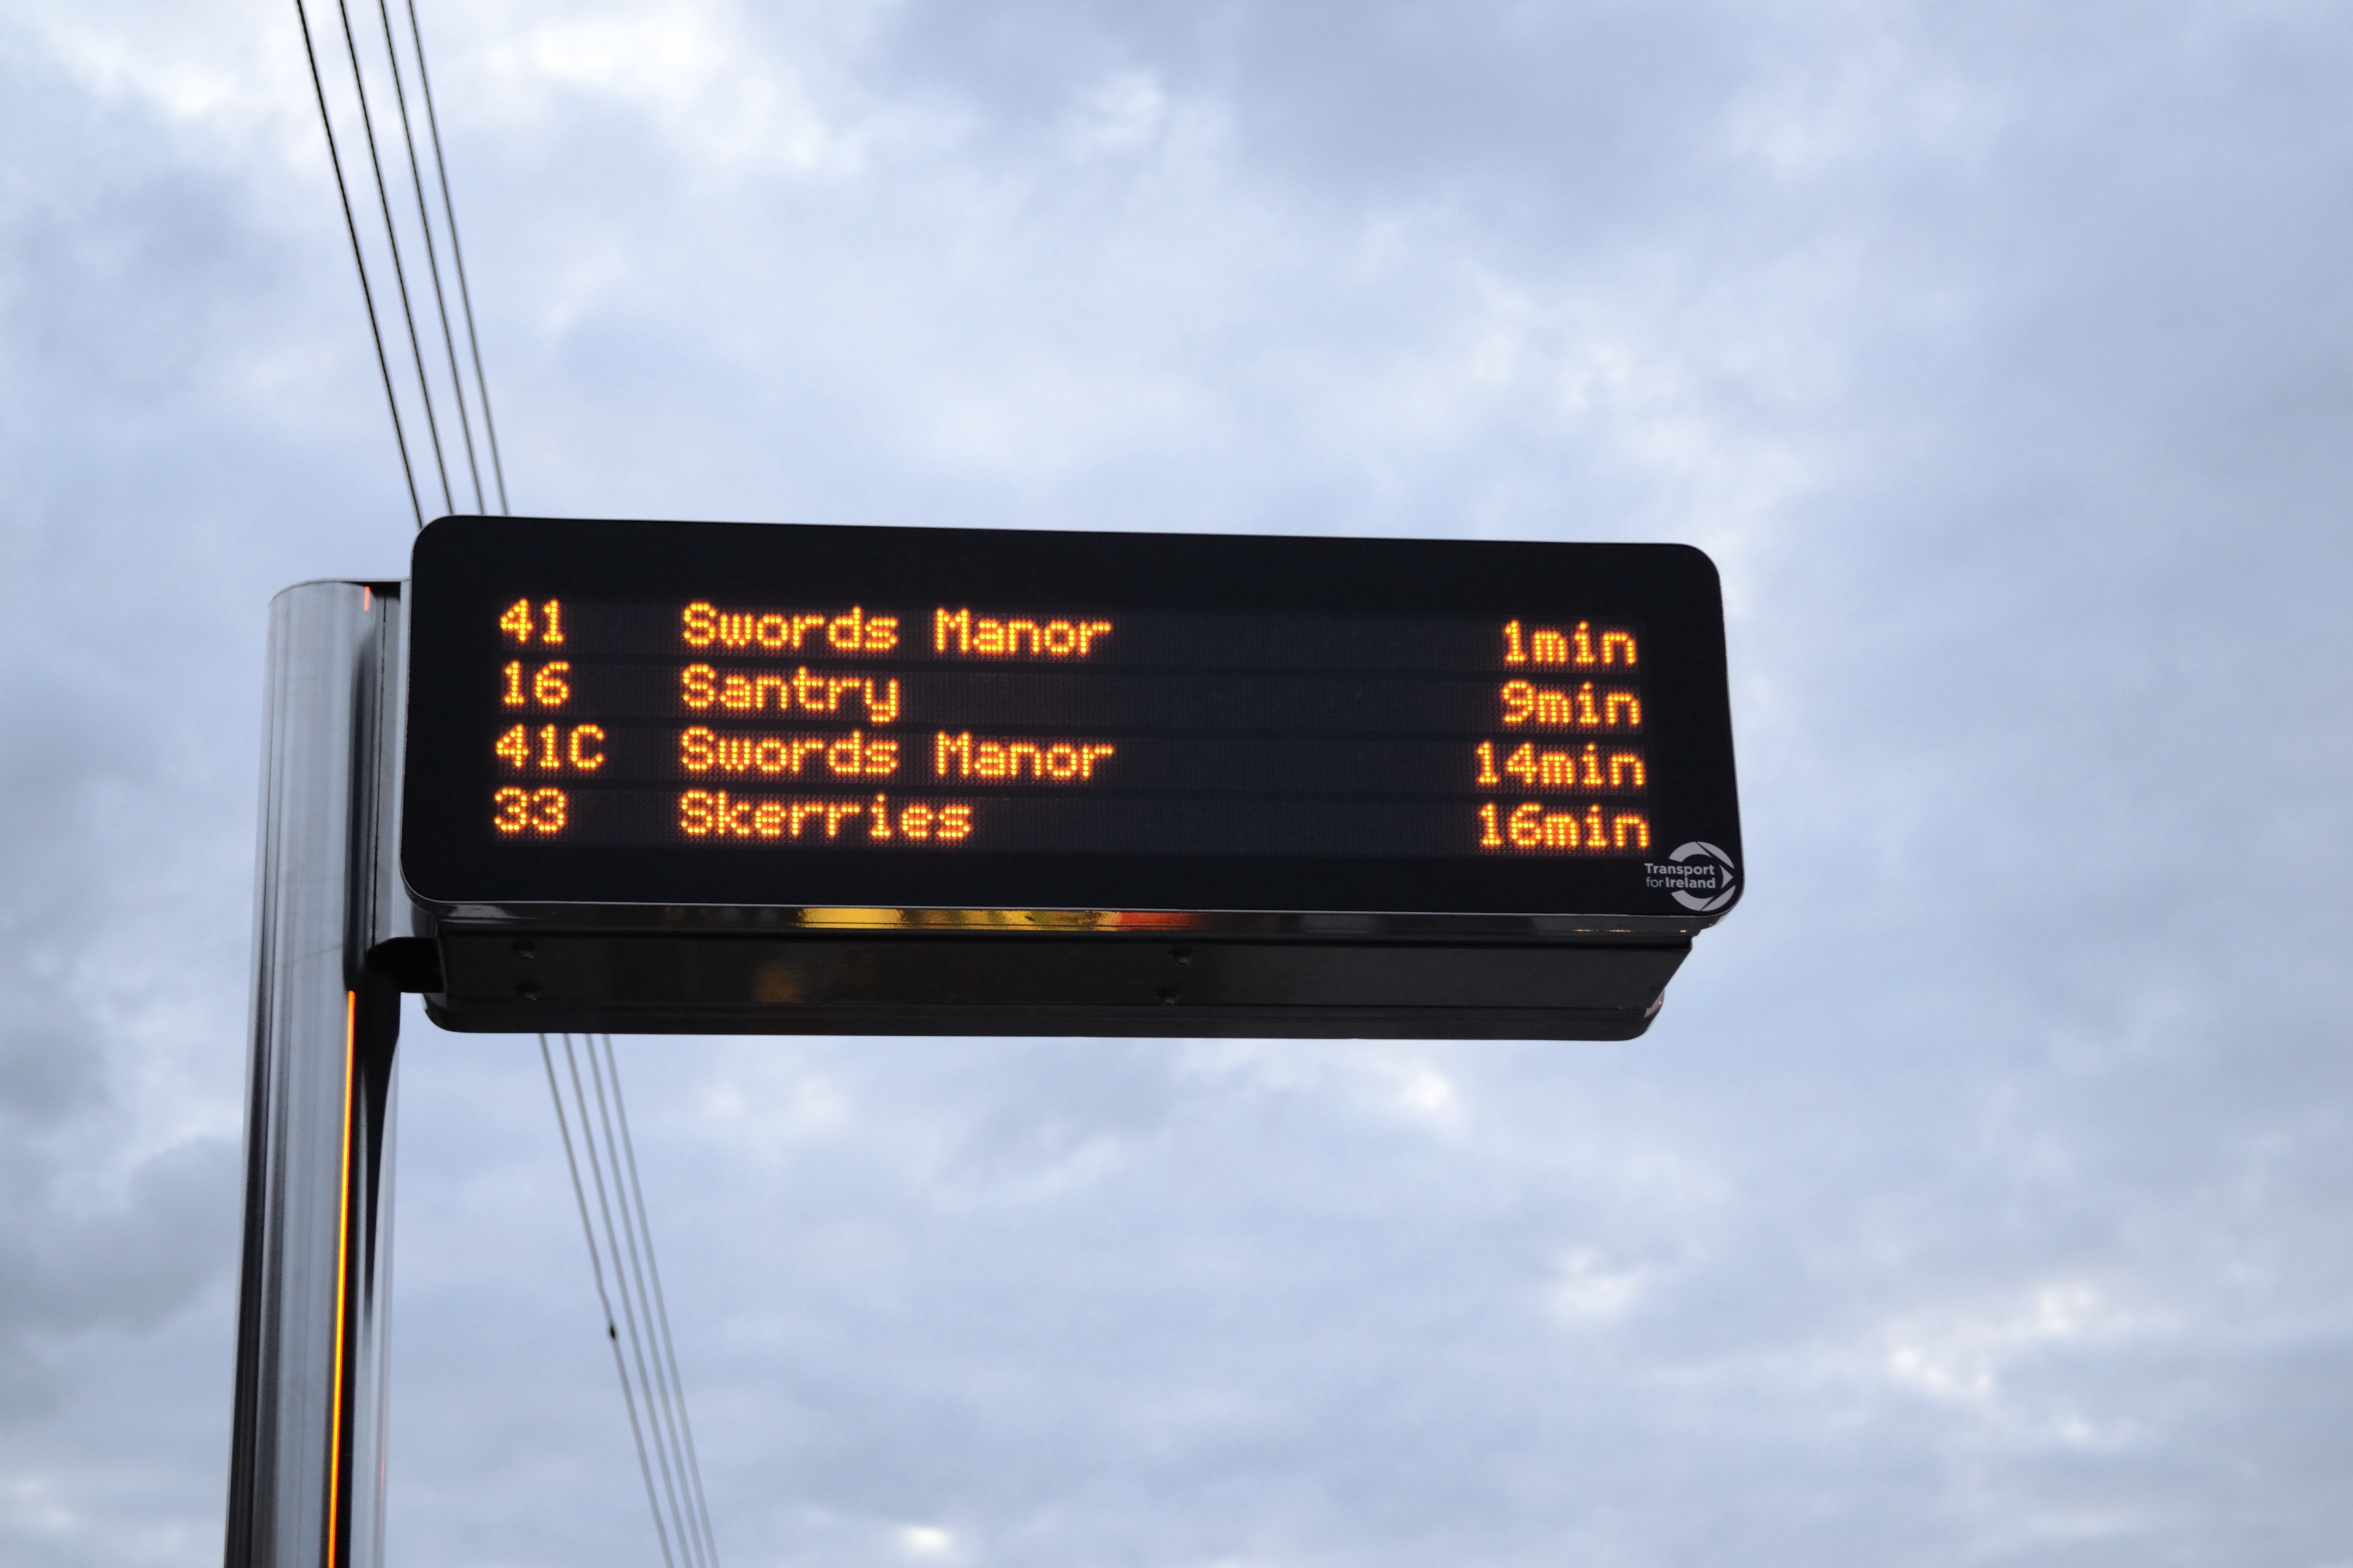 41 Swords Manor 1min
16 Santry 9min
41C Swords Manor 14min
33 Skerries 16min
Transport
for Ireland